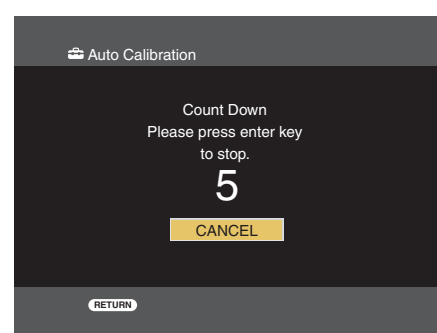 Auto Calibration
Count Down
Please press enter key
to stop.
5
CANCEL
RETURN